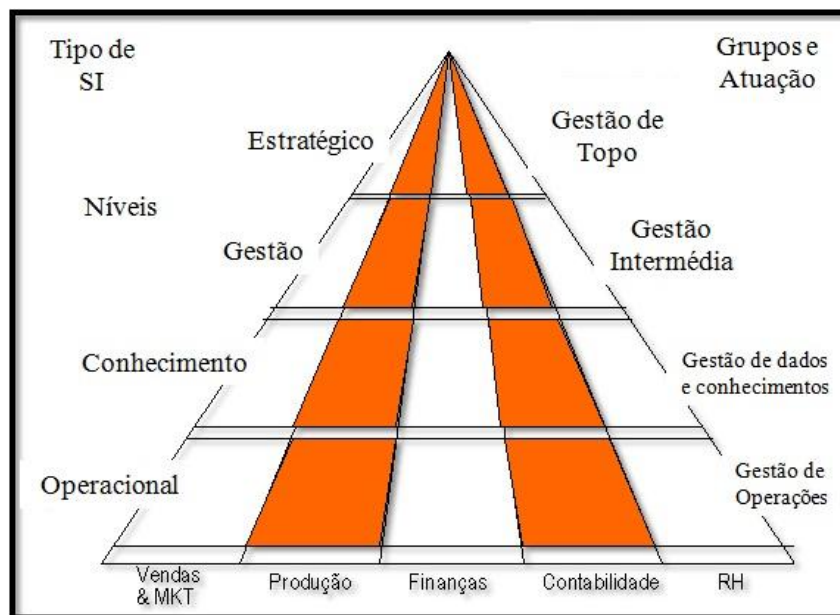 Tipo de
SI
Grupos e
Atuação
Estratégico
Gestão de
Topo
Níveis
Gestão
Gestão
Intermédia
Conhecimento
Gestão de dados
e conhecimentos
Operacional
Gestão de
Operações
Vendas
& MKT
Produção
Finanças
Contabilidade
RH